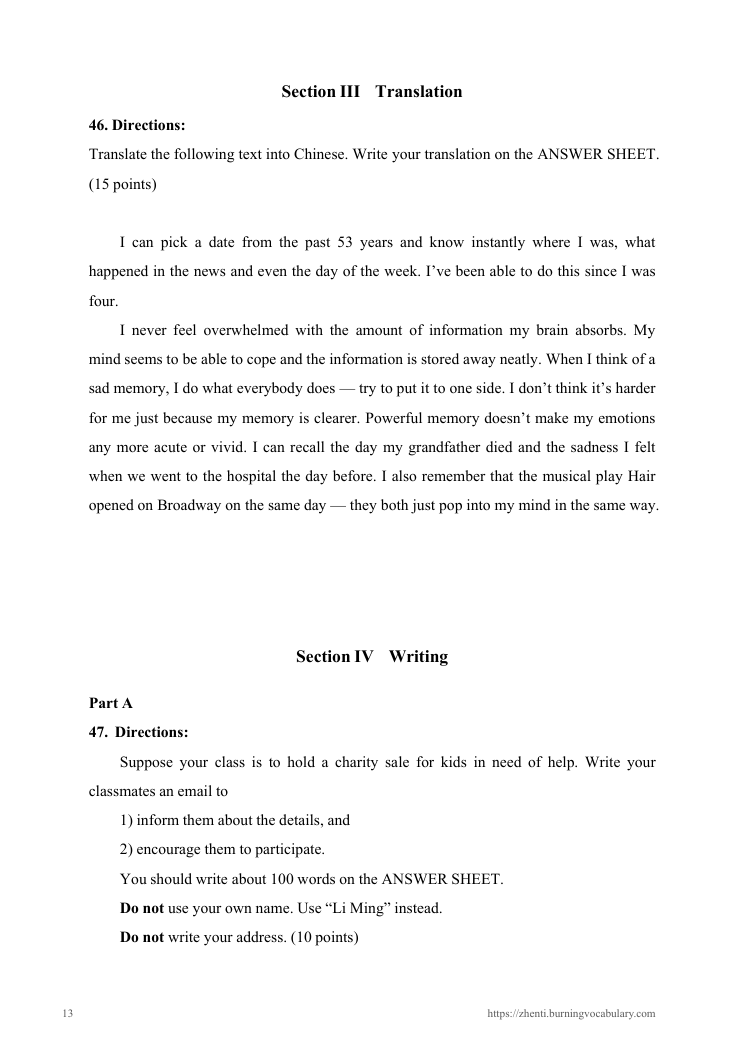 Section III Translation
46. Directions:
Translate the following text into Chinese. Write your translation on the ANSWER SHEET.
(15 points)
I can pick a date from the past 53 years and know instantly where I was, what
happened in the news and even the day of the week. I’ve been able to do this since I was
four.
I never feel overwhelmed with the amount of information my brain absorbs. My
mind seems to be able to cope and the information is stored away neatly. When I think of a
sad memory, I do what everybody does — try to put it to one side. I don’t think it’s harder
for me just because my memory is clearer. Powerful memory doesn’t make my emotions
any more acute or vivid. I can recall the day my grandfather died and the sadness I felt
when we went to the hospital the day before. I also remember that the musical play Hair
opened on Broadway on the same day — they both just pop into my mind in the same way.
Section IV Writing
Part A
47. Directions:
Suppose your class is to hold a charity sale for kids in need of help. Write your
classmates an email to
1) inform them about the details, and
2) encourage them to participate.
You should write about 100 words on the ANSWER SHEET.
Do not use your own name. Use “Li Ming” instead.
Do not write your address. (10 points)
13 https://zhenti.burningvocabulary.com